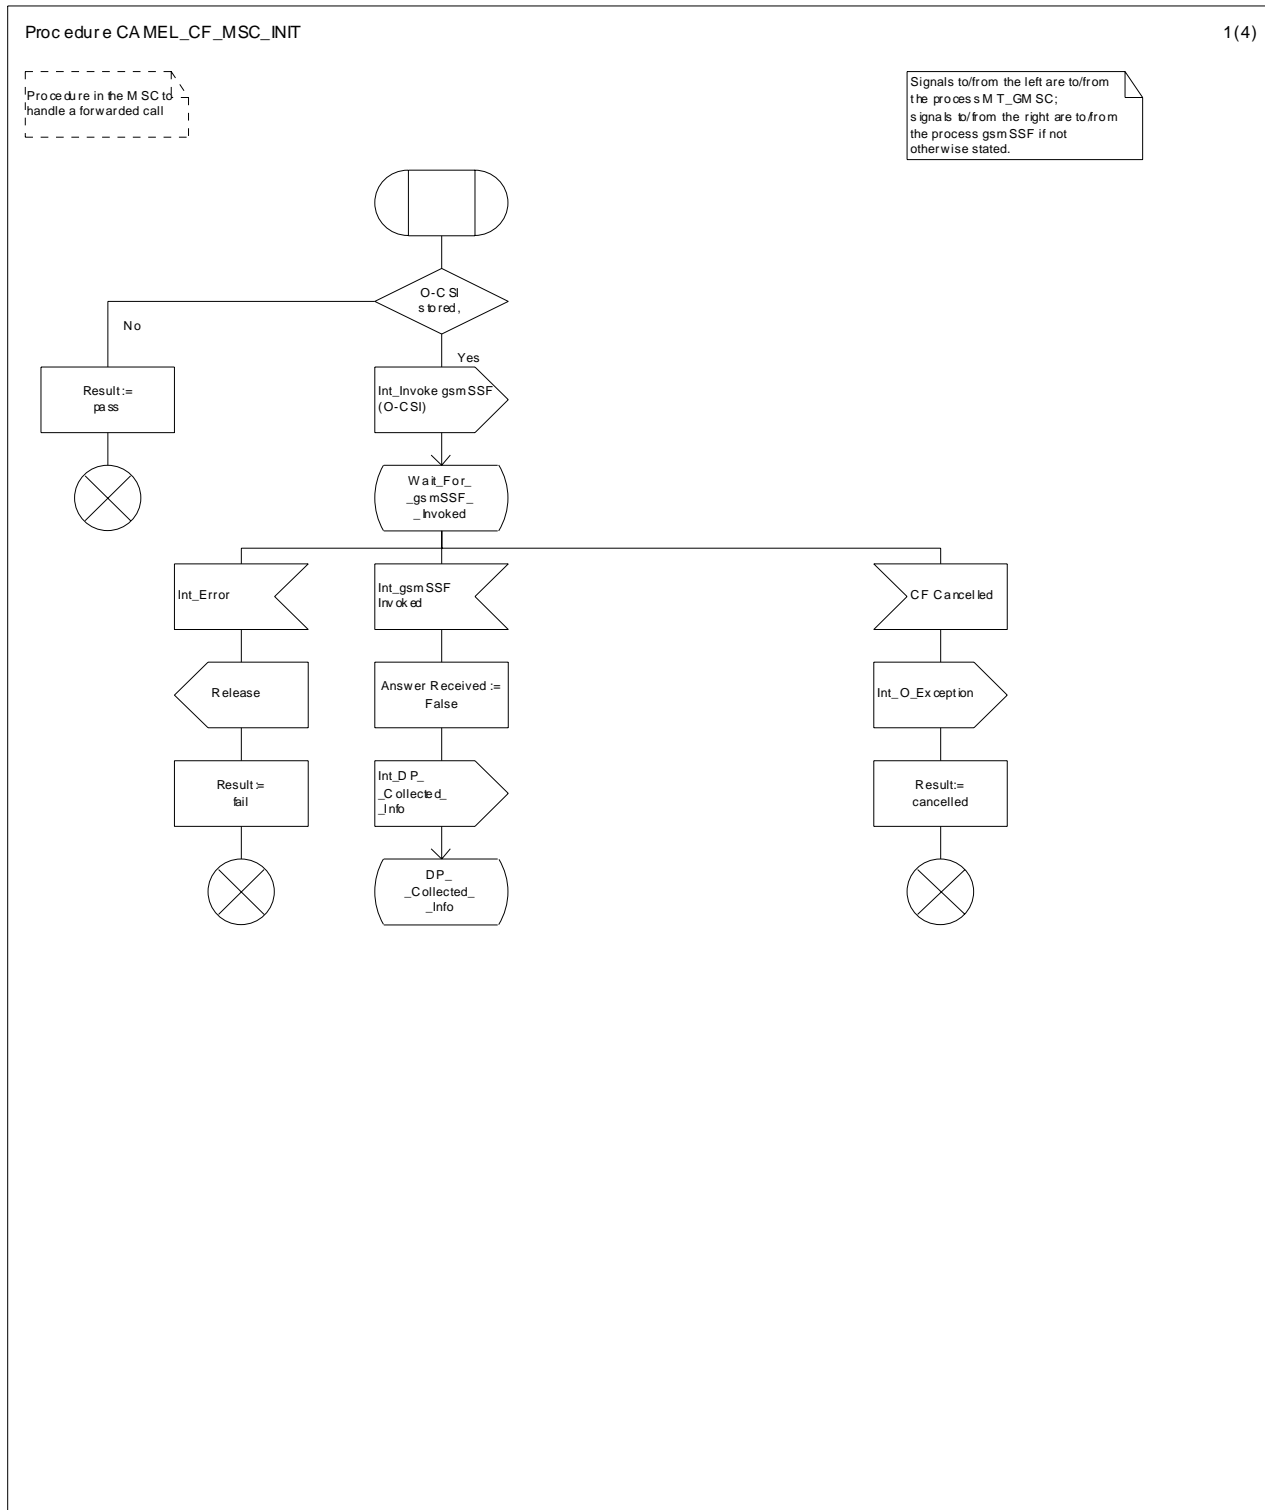 Procedure CAMEL_CF_MSC_INIT
1(4)
Procedure in the MSC to
handle a forwarded call
Signals to/from the left are to/from
the process MT_GMSC;
signals to/from the right are to/from
the process gsmSSF if not
otherwise stated.
O-CSI
stored,
No
Yes
Result:=
pass
Int_Invoke gsmSSF
(O-CSI)
Wait_For_
_gsmSSF_
_Invoked
Int_Error
Int_gsmSSF
Invoked
CF Cancelled
Release
Answer Received :=
False
Int_O_Exception
Result:=
fail
Int_DP_
_Collected_
_Info
Result:=
cancelled
DP_
_Collected_
_Info